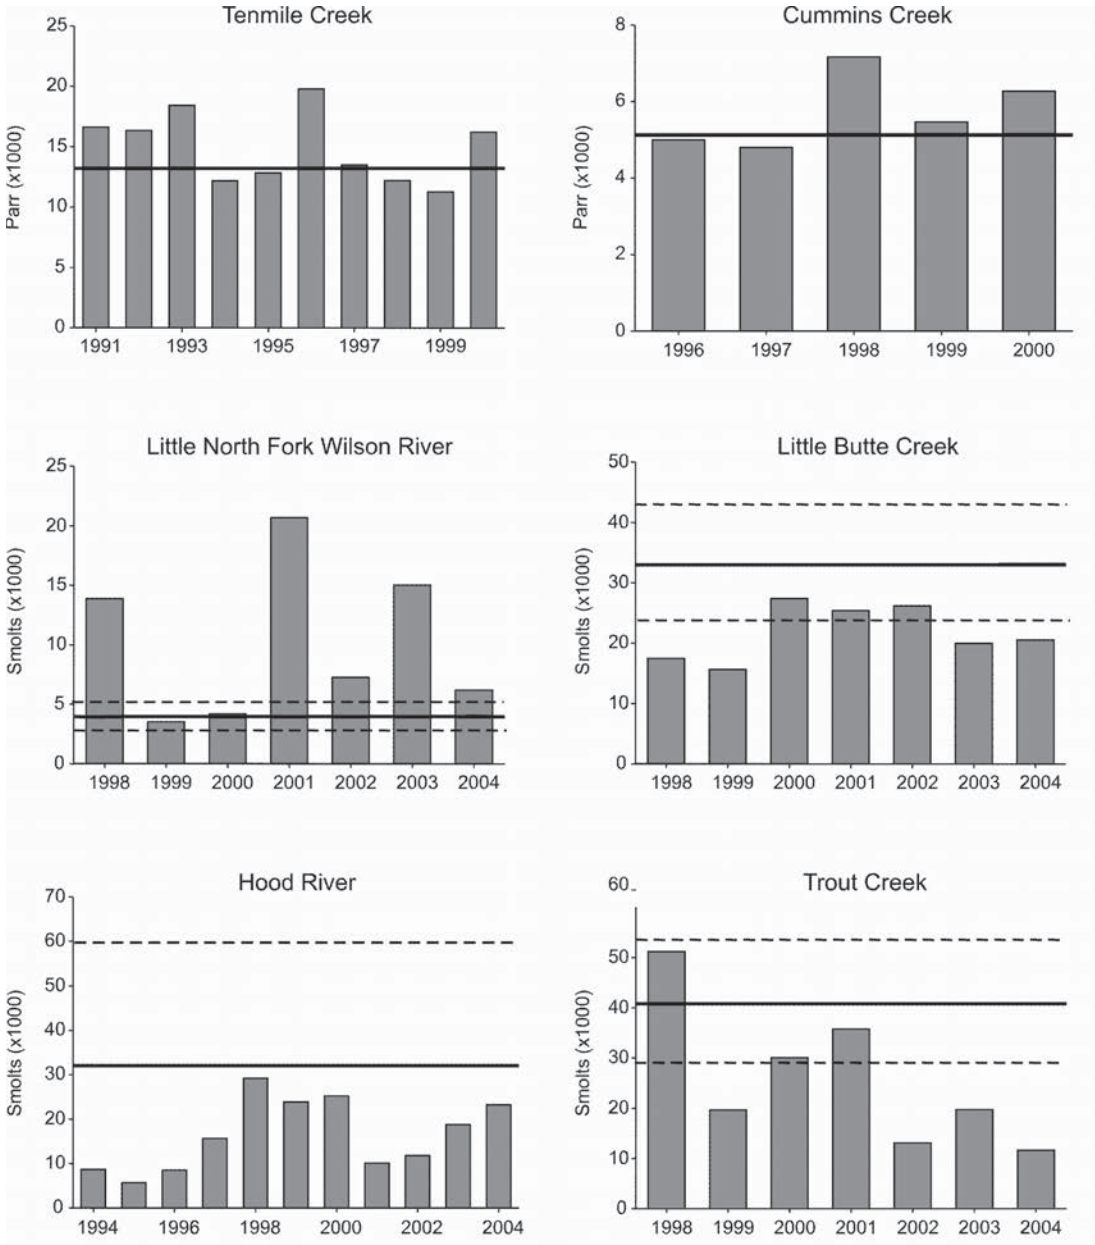 Tenmile Creek
25
20
15
10
5
0
Parr (x1000)
1991 1993 1995 1997 1999
Cummins Creek
8
6
4
2
0
Parr (x1000)
1996 1997 1998 1999 2000
Little North Fork Wilson River
25
20
15
10
5
0
Smolts (x1000)
1998 1999 2000 2001 2002 2003 2004
Little Butte Creek
50
40
30
20
10
0
Smolts (x1000)
1998 1999 2000 2001 2002 2003 2004
Hood River
70
60
50
40
30
20
10
0
Smolts (x1000)
1994 1996 1998 2000 2002 2004
Trout Creek
60
50
40
30
20
10
0
Smolts (x1000)
1998 1999 2000 2001 2002 2003 2004